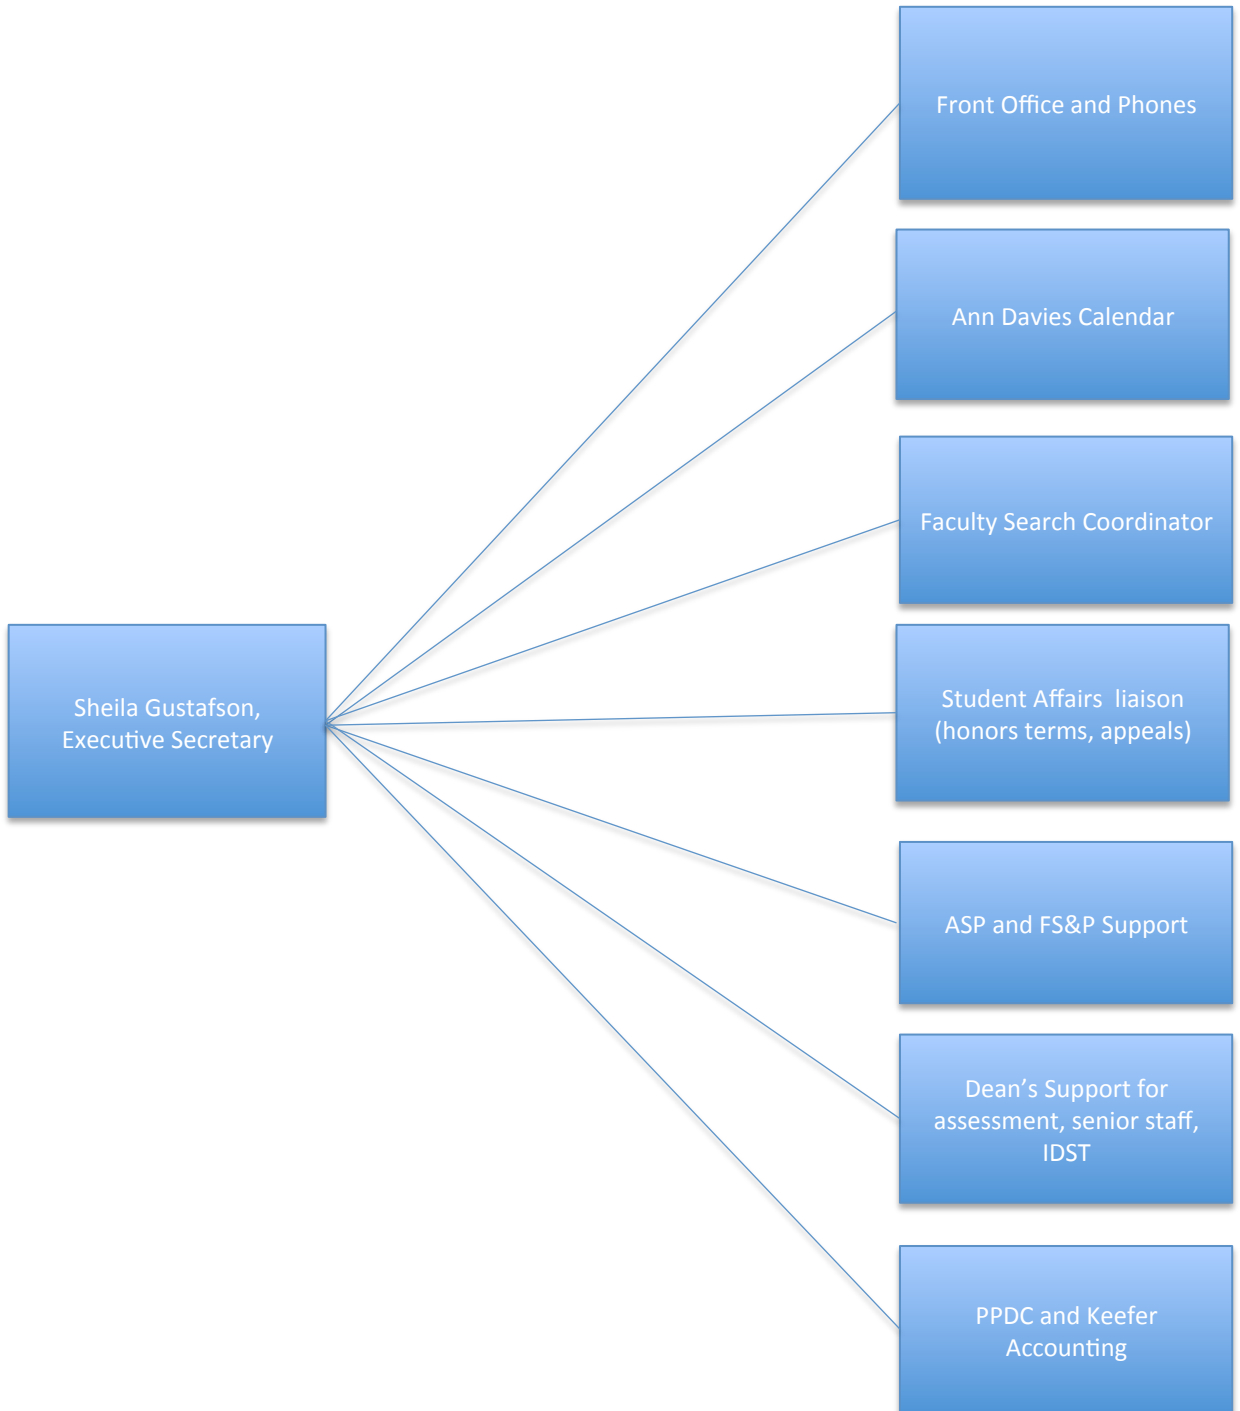 Front Office and Phones
Ann Davies Calendar
Faculty Search Coordinator
Sheila Gustafson,
Executive Secretary
Student Affairs  liaison
(honors terms, appeals)
ASP and FS&P Support
Dean’s Support for
assessment, senior staff,
IDST
PPDC and Keefer
Accounting